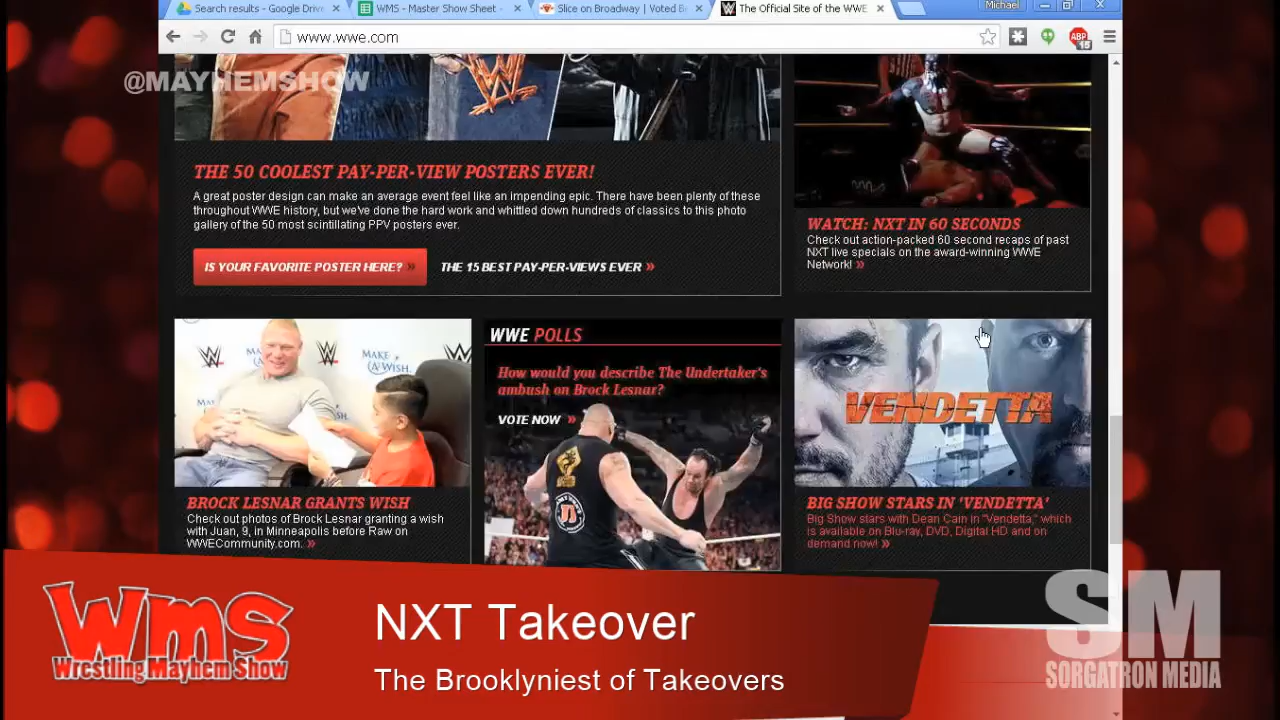 Search results - Google Drive
WMS - Master Show Sheet -
Slice on Broadway | Voted B
The Official Site of the WWE
Michael
www.wwe.com
ABP
15
@MAYHEMSHOW
THE 50 COOLEST PAY-PER-VIEW POSTERS EVER!
A great poster design can make an average event feel like an impending epic. There have been plenty of these
throughout WWE history, but we've done the hard work and whittled down hundreds of classics to this photo
gallery of the 50 most scintillating PPV posters ever.
IS YOUR FAVORITE POSTER HERE? »
THE 15 BEST PAY-PER-VIEWS EVER »
WATCH: NXT IN 60 SECONDS
Check out action-packed 60 second recaps of past
NXT live specials on the award-winning WWE
Network! »
MAKE
A WISH.
BROCK LESNAR GRANTS WISH
Check out photos of Brock Lesnar granting a wish
with Juan, 9, in Minneapolis before Raw on
WWECommunity.com. »
WWE POLLS
How would you describe The Undertaker's
ambush on Brock Lesnar?
VOTE NOW »
VENDETTA
BIG SHOW STARS IN 'VENDETTA'
Big Show stars with Dean Cain in "Vendetta," which
is available on Blu-ray, DVD, Digital HD and on
demand now! »
WMS
Wrestling Mayhem Show
NXT Takeover
The Brooklyniest of Takeovers
SM
SORGATRON MEDIA